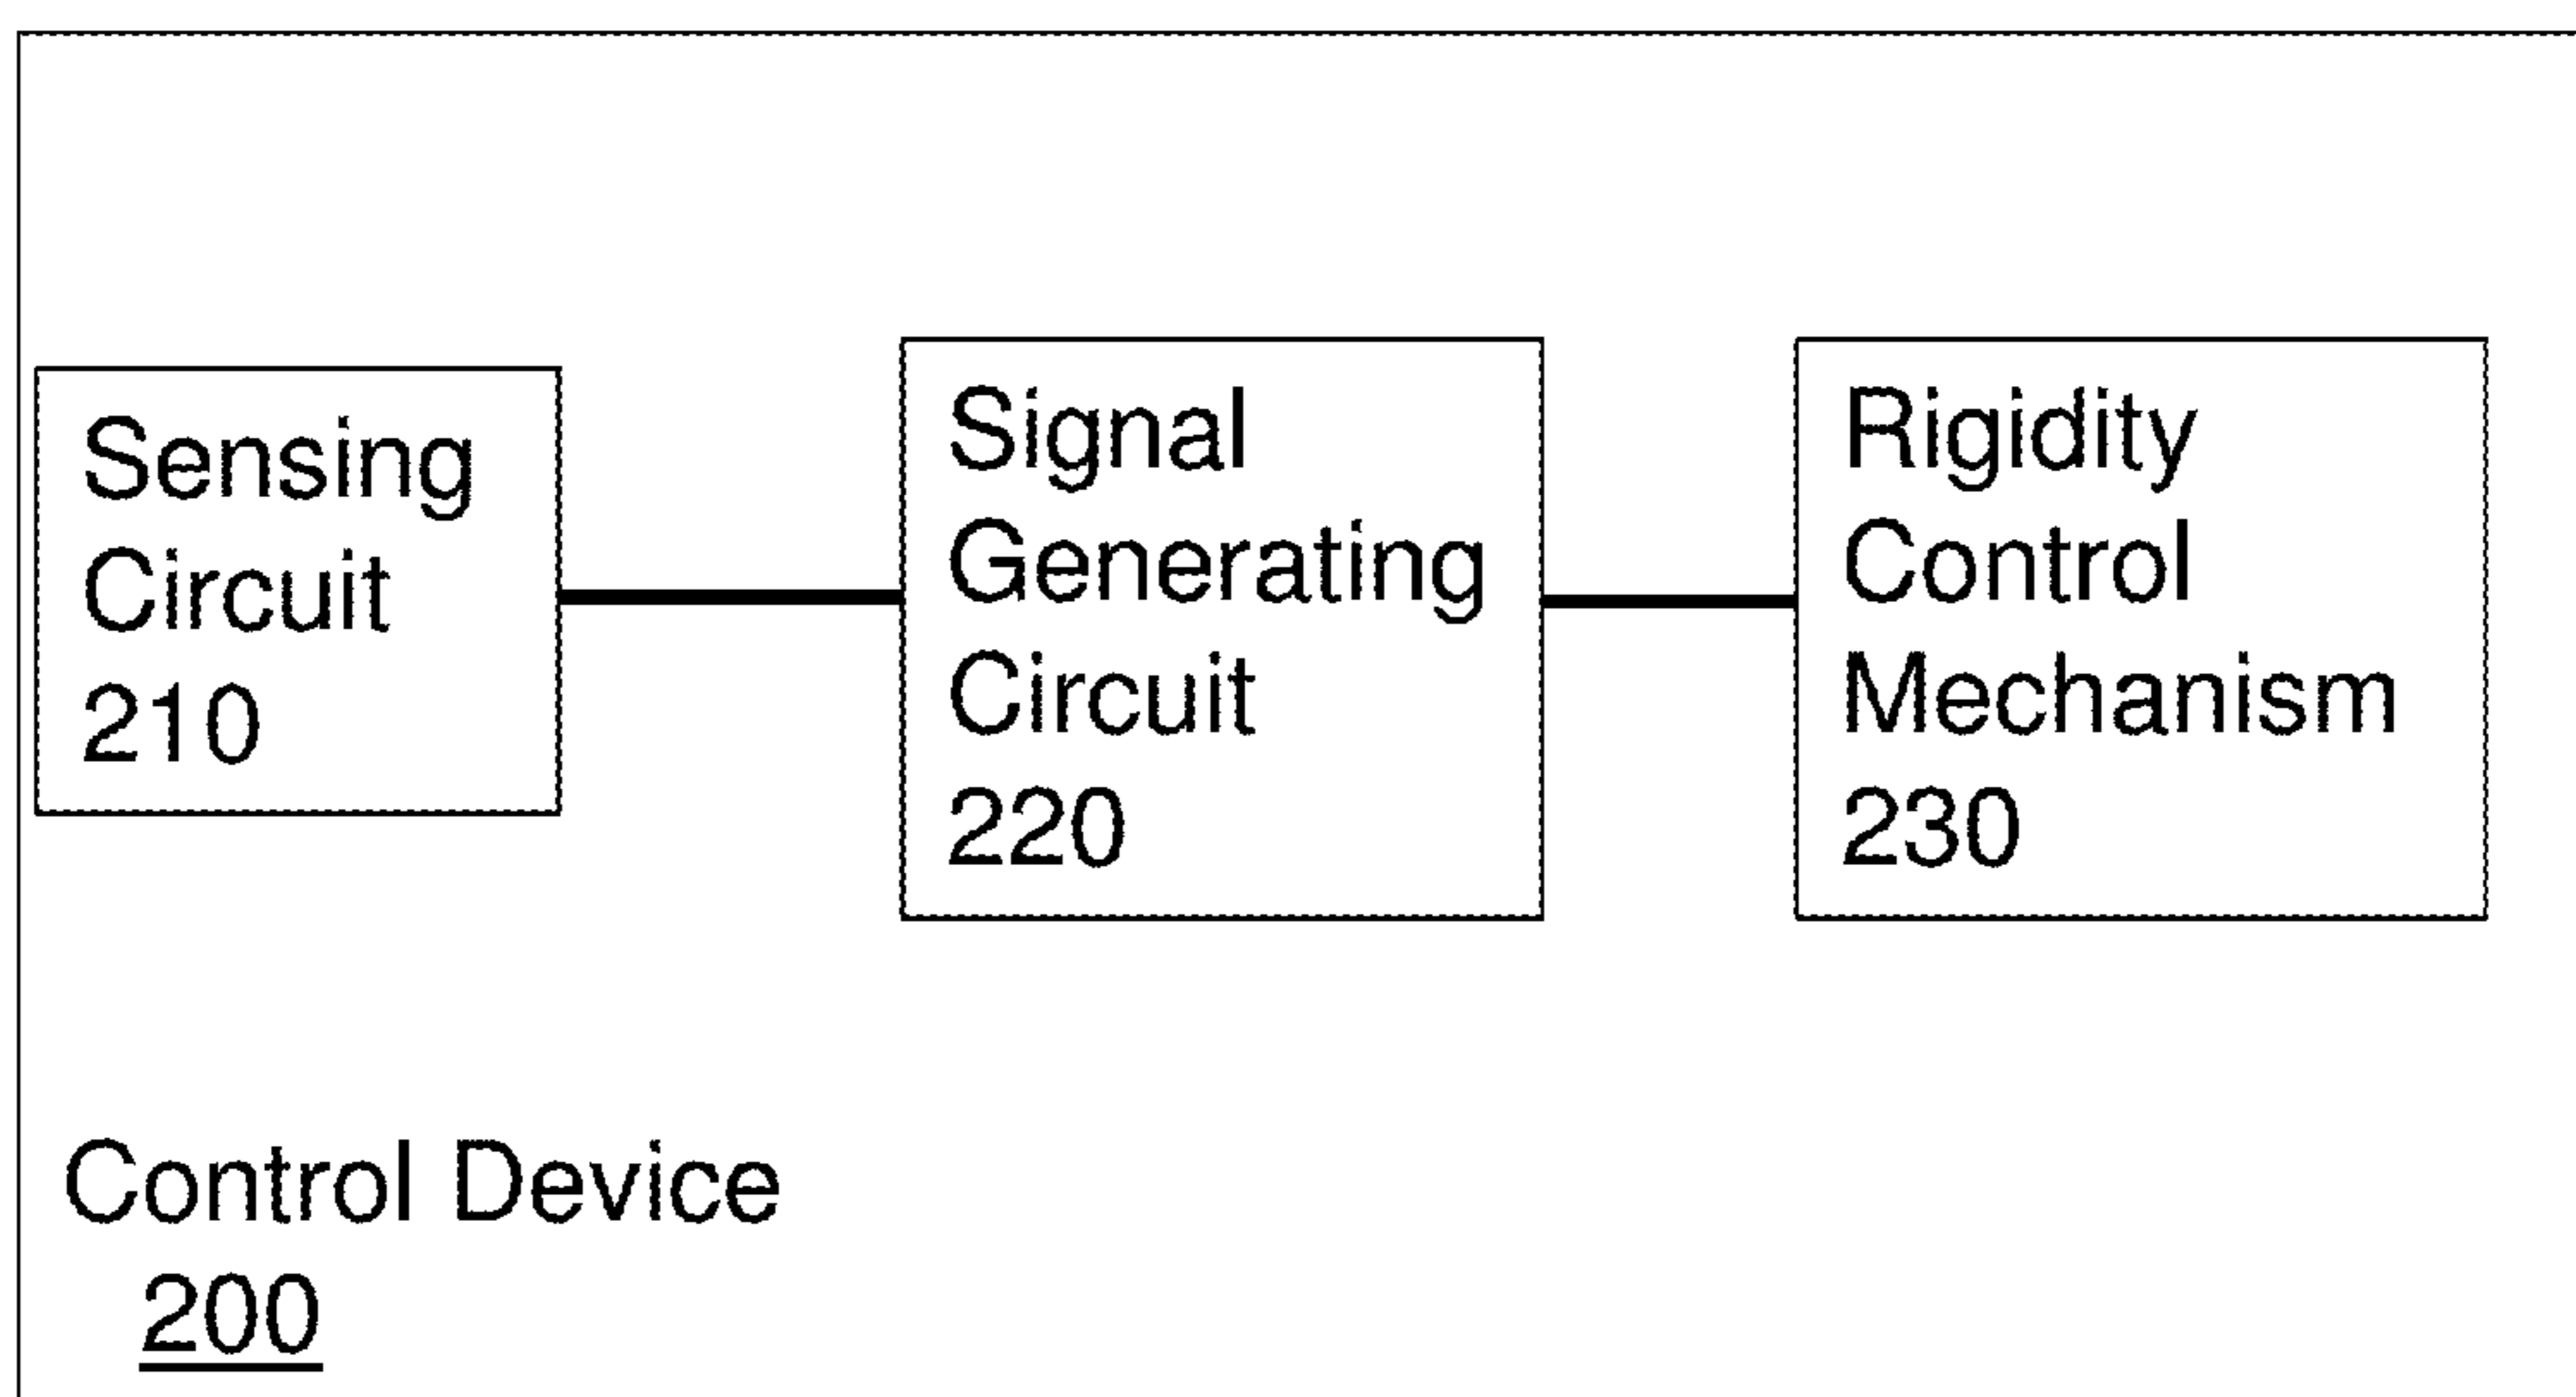 Sensing
Circuit
210
Signal
Generating
Circuit
220
Rigidity
Control
Mechanism
230
Control Device
200